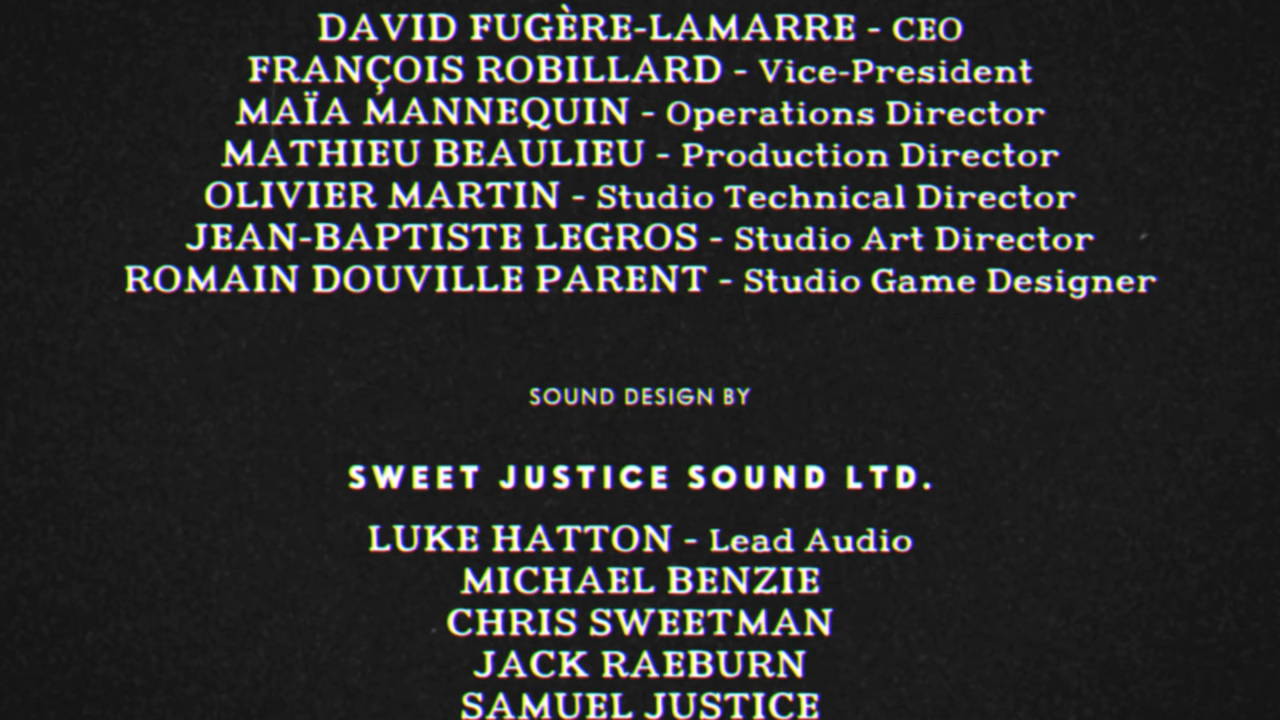 DAVID FUGÈRE-LAMARRE - CEO
FRANÇOIS ROBILLARD - Vice-President
MAÏA MANNEQUIN - Operations Director
MATHIEU BEAULIEU - Production Director
OLIVIER MARTIN - Studio Technical Director
JEAN-BAPTISTE LEGROS - Studio Art Director
ROMAIN DOUVILLE PARENT - Studio Game Designer
SOUND DESIGN BY
SWEET JUSTICE SOUND LTD.
LUKE HATTON - Lead Audio
MICHAEL BENZIE
CHRIS SWEETMAN
JACK RAEBURN
SAMUEL JUSTICE